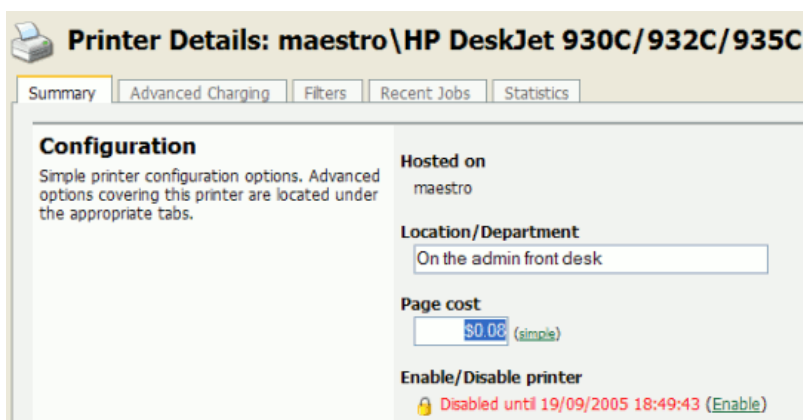 Printer Details: maestro\HP DeskJet 930C/932C/935C
Summary Advanced Charging Filters Recent Jobs Statistics
Configuration
Simple printer configuration options. Advanced
options covering this printer are located under
the appropriate tabs.
Hosted on
maestro
Location/Department
On the admin front desk
Page cost
$0.08 (simple)
Enable/Disable printer
Disabled until 19/09/2005 18:49:43 (Enable)